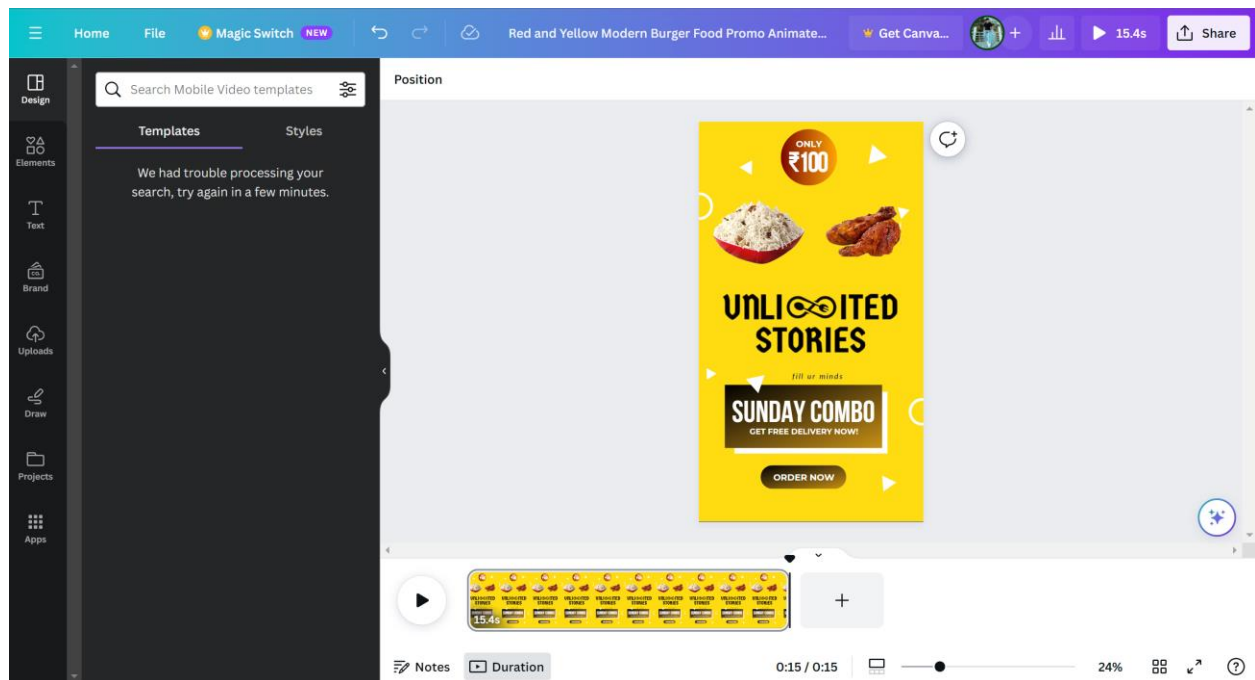 Home File Magic Switch NEW Red and Yellow Modern Burger Food Promo Animate... Get Canva... + 15.4s Share
Design
Elements
Text
Brand
Uploads
Draw
Projects
Apps
Search Mobile Video templates
Templates Styles
We had trouble processing your
search, try again in a few minutes.
Position
ONLY
₹100
UNLI∞ITED
STORIES
fill ur minds
SUNDAY COMBO
GET FREE DELIVERY NOW!
ORDER NOW
15.4s
+
Notes Duration 0:15 / 0:15 24%